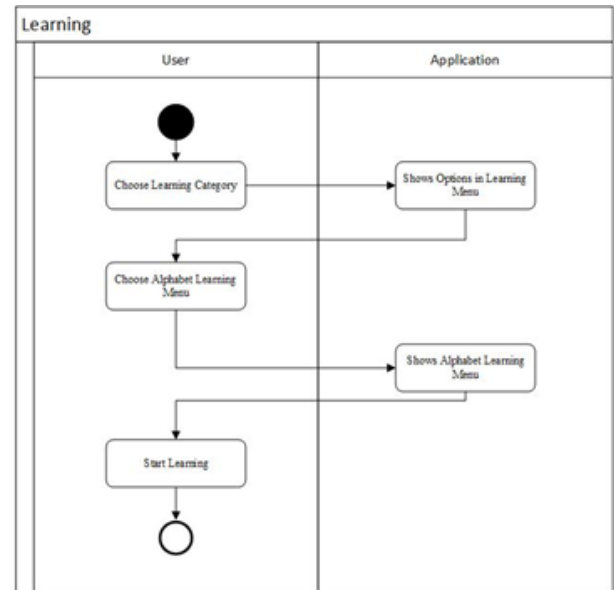 Learning
User
Application
Choose Learning Category
Shows Options in Learning
Menu
Choose Alphabet Learning
Menu
Shows Alphabet Learning
Menu
Start Learning